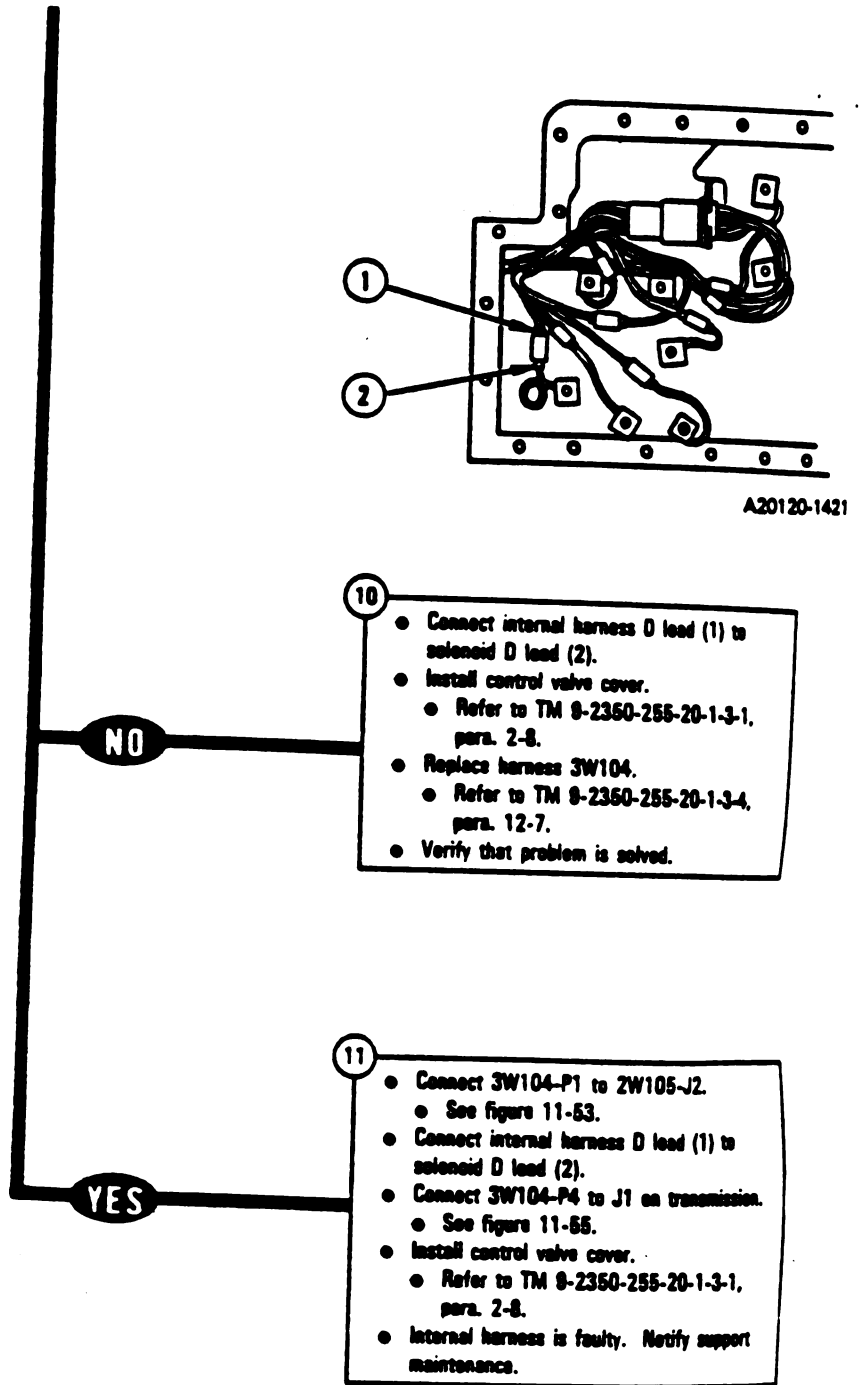 1
2
A20120-1421
10
● Connect internal harness D lead (1) to
solenoid D lead (2).
● Install control valve cover.
● Refer to TM 9-2350-255-20-1-3-1,
para. 2-8.
● Replace harness 3W104.
● Refer to TM 9-2350-255-20-1-3-4,
para. 12-7.
● Verify that problem is solved.
NO
11
● Connect 3W104-P1 to 2W105-J2.
● See figure 11-53.
● Connect internal harness D lead (1) to
solenoid D lead (2).
● Connect 3W104-P4 to J1 on transmission.
● See figure 11-55.
● Install control valve cover.
● Refer to TM 9-2350-255-20-1-3-1,
para. 2-8.
● Internal harness is faulty. Notify support
maintenance.
YES